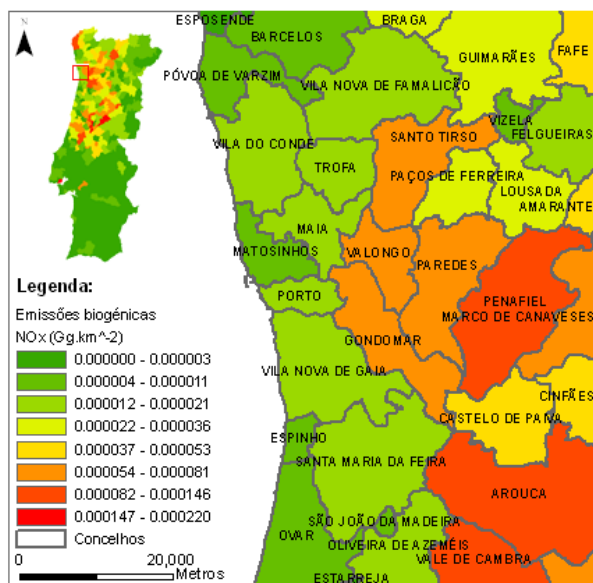 N
ESPOSENDE
BRAGA
BARCELOS
GUIMARÃES
FAFE
PÓVOA DE VARZIM
VILA NOVA DE FAMALICÃO
VIZELA
SANTO TIRSO
FELGUEIRAS
VILA DO CONDE
TROFA
PAÇOS DE FERREIRA
LOUSADA
AMARANTE
MAIA
MATOSINHOS
VALONGO
PAREDES
PORTO
PENAFIEL
MARCO DE CANAVESES
GONDOMAR
VILA NOVA DE GAIA
CINFÃES
CASTELO DE PAIVA
ESPINHO
SANTA MARIA DA FEIRA
AROUCA
SÃO JOÃO DA MADEIRA
OVAR
OLIVEIRA DE AZEMÉIS
VALE DE CAMBRA
ESTARREJA
Legenda:
Emissões biogénicas
NOx (Gg.km^-2)
0.000000 - 0.000003
0.000004 - 0.000011
0.000012 - 0.000021
0.000022 - 0.000036
0.000037 - 0.000053
0.000054 - 0.000081
0.000082 - 0.000146
0.000147 - 0.000220
Concelhos
0 20,000
Metros